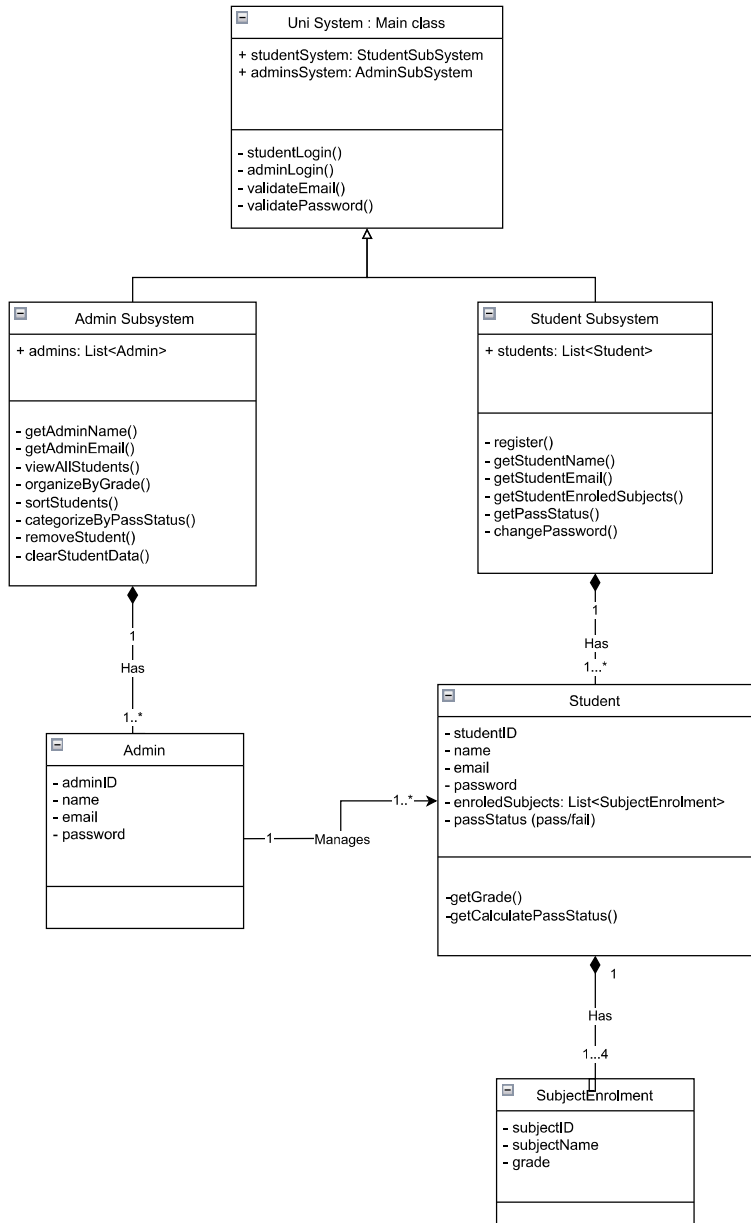 Uni System : Main class
+ studentSystem: StudentSubSystem
+ adminsSystem: AdminSubSystem
- studentLogin()
- adminLogin()
- validateEmail()
- validatePassword()
Admin Subsystem
+ admins: List<Admin>
- getAdminName()
- getAdminEmail()
- viewAllStudents()
- organizeByGrade()
- sortStudents()
- categorizeByPassStatus()
- removeStudent()
- clearStudentData()
Student Subsystem
+ students: List<Student>
- register()
- getStudentName()
- getStudentEmail()
- getStudentEnroledSubjects()
- getPassStatus()
- changePassword()
1
Has
1..*
1
Has
1...*
Admin
- adminID
- name
- email
- password
1
Manages
1..*
Student
- studentID
- name
- email
- password
- enroledSubjects: List<SubjectEnrolment>
- passStatus (pass/fail)
-getGrade()
-getCalculatePassStatus()
1
Has
1...4
SubjectEnrolment
- subjectID
- subjectName
- grade